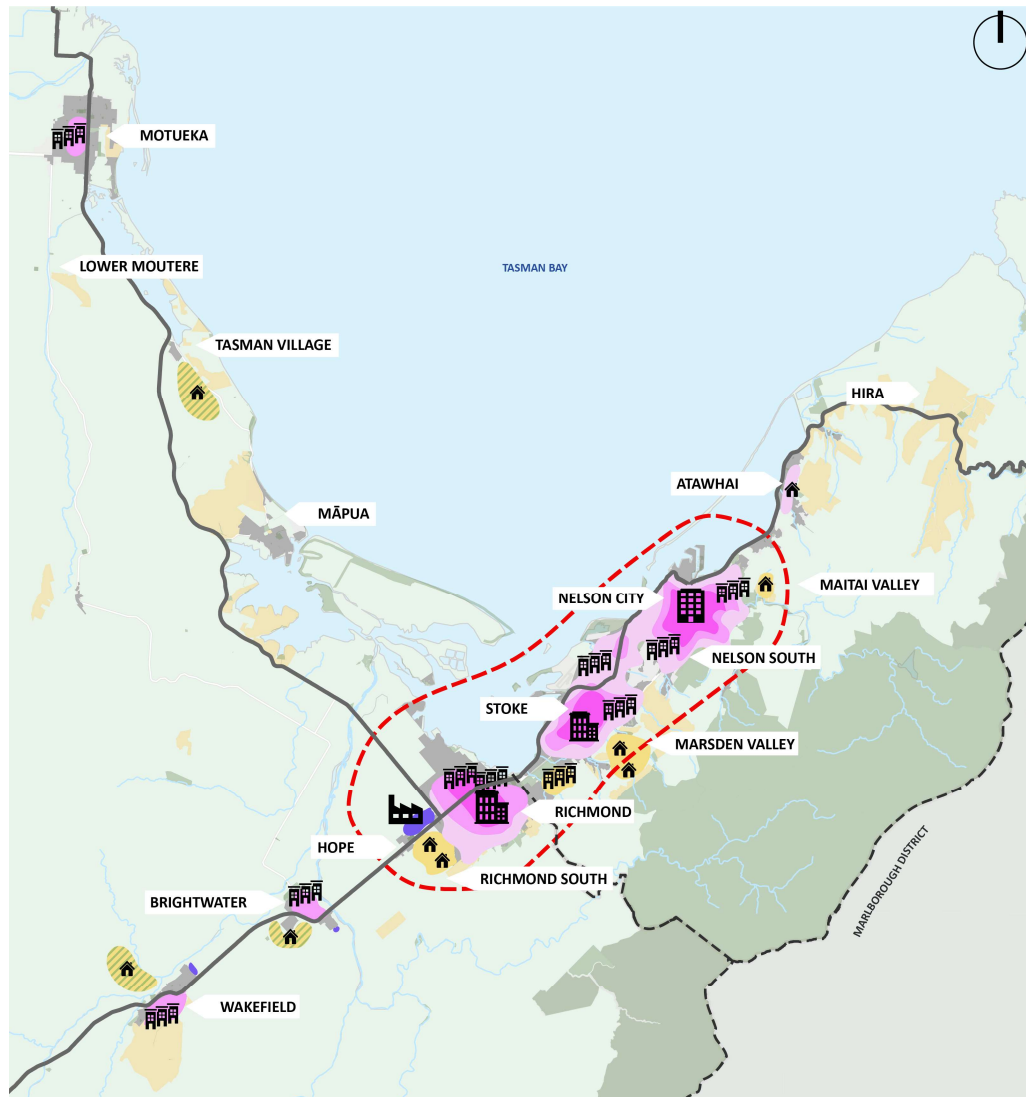 MOTUEKA
LOWER MOUTERE
TASMAN BAY
TASMAN VILLAGE
HIRA
ATAWHAI
MĀPUA
MAITAI VALLEY
NELSON CITY
NELSON SOUTH
STOKE
MARSDEN VALLEY
RICHMOND
HOPE
RICHMOND SOUTH
BRIGHTWATER
MARLBOROUGH DISTRICT
WAKEFIELD